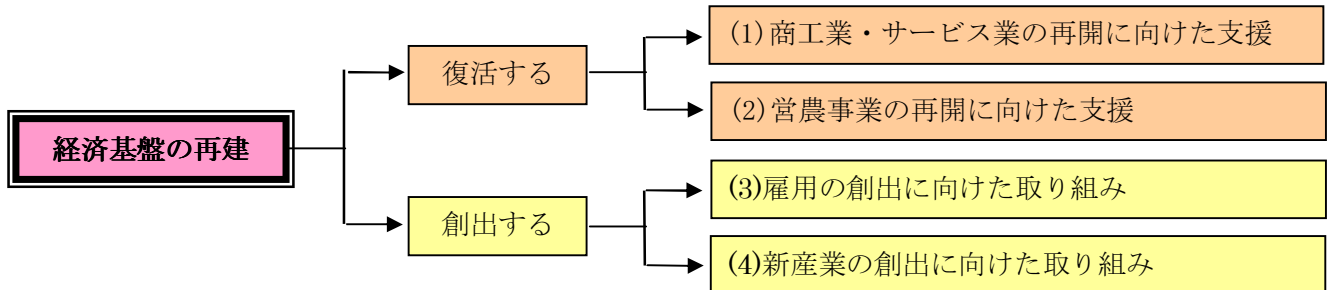 経済基盤の再建
復活する
(1)商工業・サービス業の再開に向けた支援
(2)営農事業の再開に向けた支援
創出する
(3)雇用の創出に向けた取り組み
(4)新産業の創出に向けた取り組み